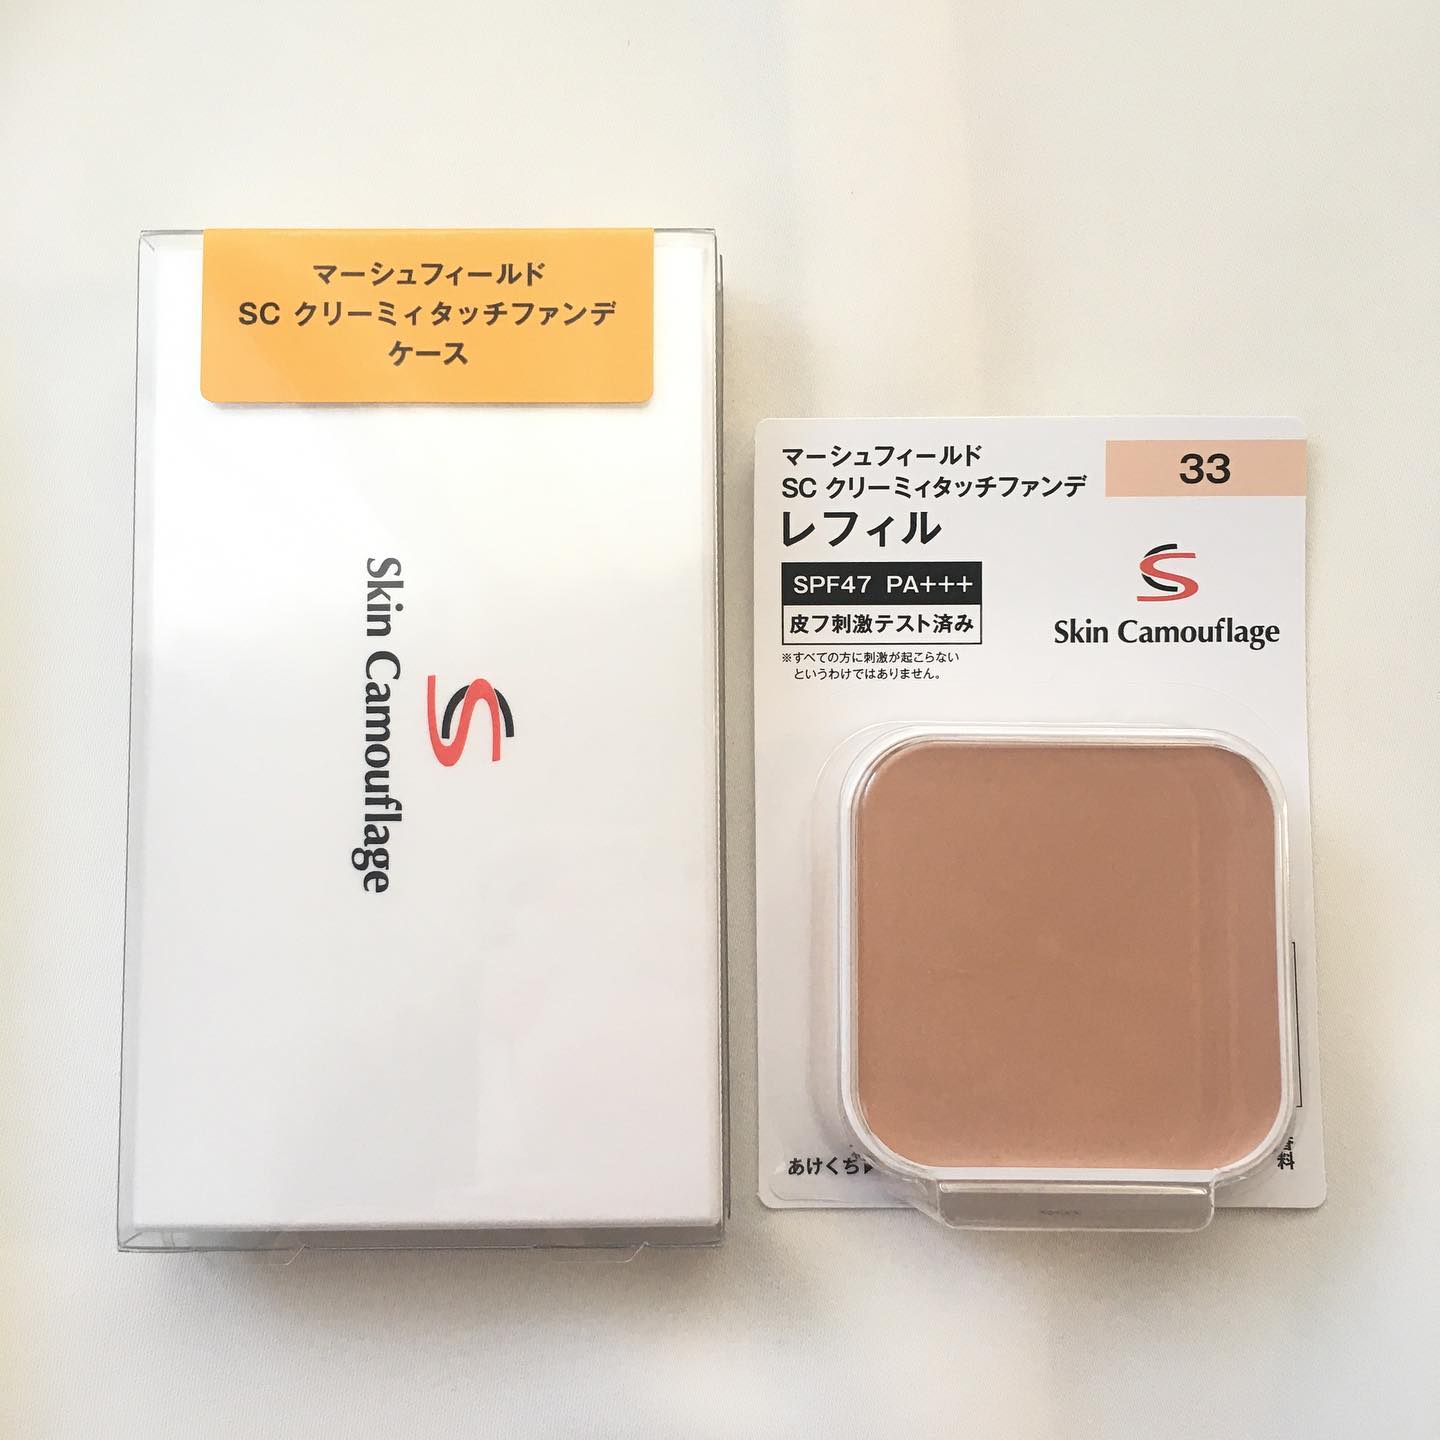 マーシュフィールド
SC クリーミィタッチファンデ
ケース
Skin Camouflage
マーシュフィールド
SC クリーミィタッチファンデ
レフィル
33
SPF47 PA+++
皮フ刺激テスト済み
※すべての方に刺激が起こらない
というわけではありません。
Skin Camouflage
あけくち
料